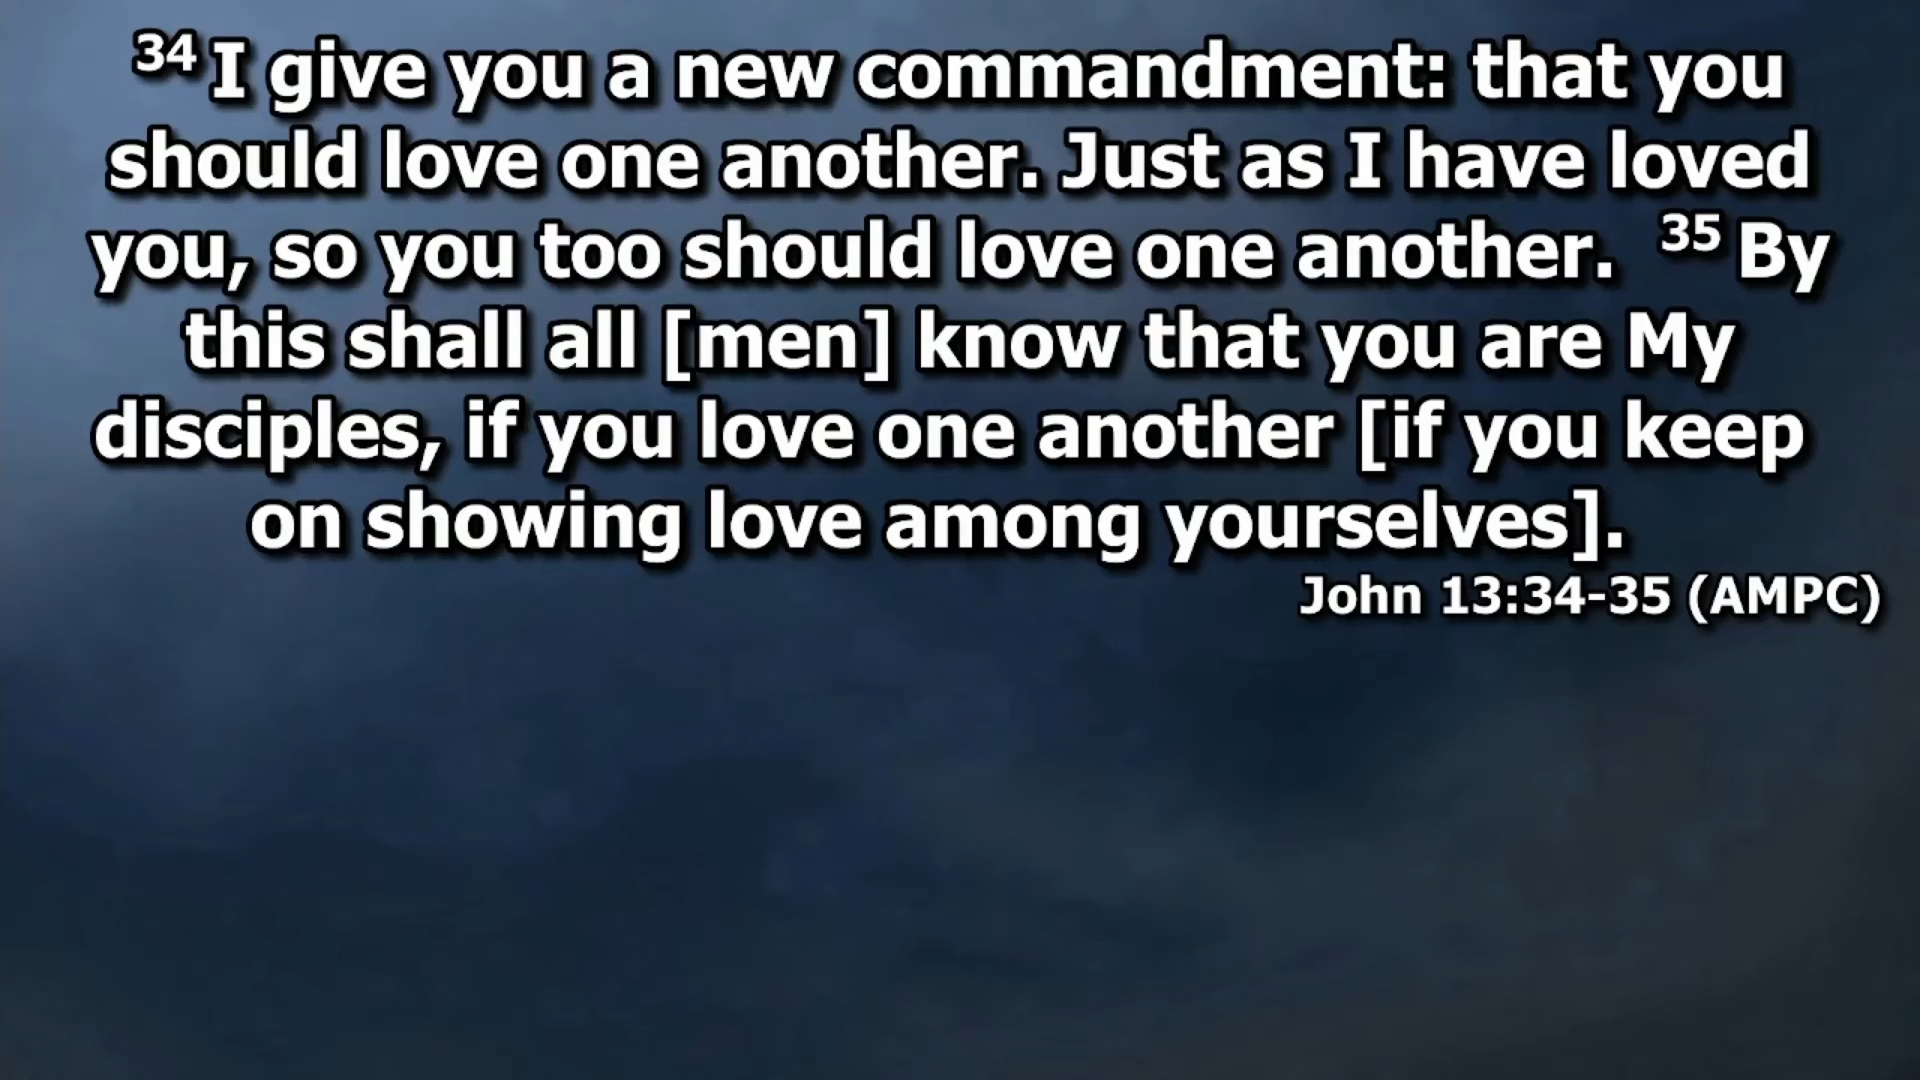 34 I give you a new commandment: that you
should love one another. Just as I have loved
you, so you too should love one another. 35 By
this shall all [men] know that you are My
disciples, if you love one another [if you keep
on showing love among yourselves].
John 13:34-35 (AMPC)